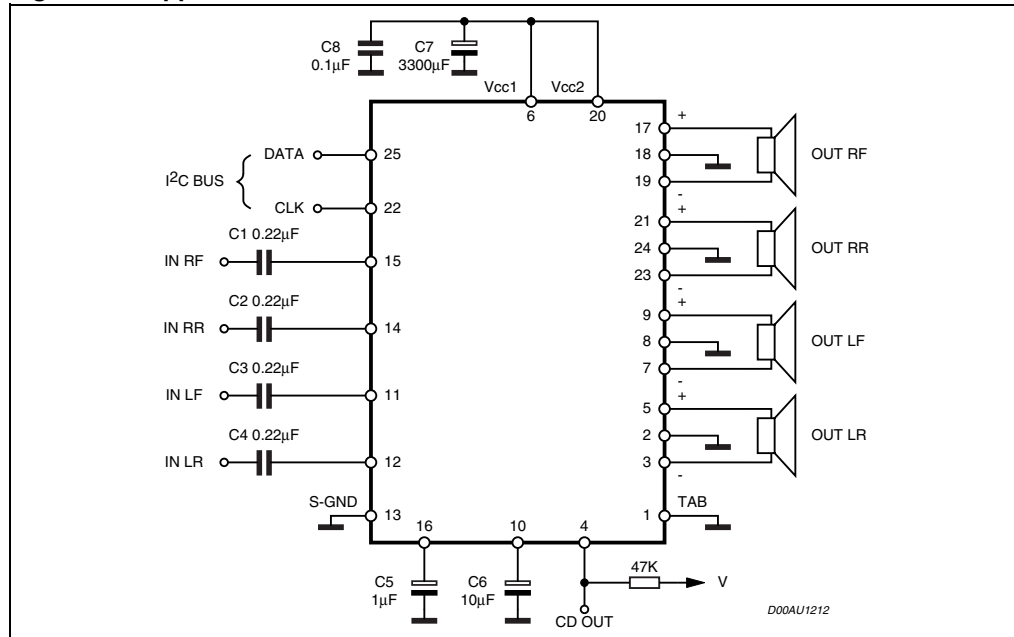 C8
0.1μF
C7
3300μF
Vcc1
Vcc2
6
20
DATA
25
I²C BUS
CLK
22
C1 0.22μF
IN RF
15
C2 0.22μF
IN RR
14
C3 0.22μF
IN LF
11
C4 0.22μF
IN LR
12
S-GND
13
16
10
4
C5
1μF
C6
10μF
CD OUT
47K
V
17
+
18
19
-
OUT RF
21
+
24
23
-
OUT RR
9
+
8
7
-
OUT LF
5
+
2
3
-
OUT LR
1
TAB
D00AU1212